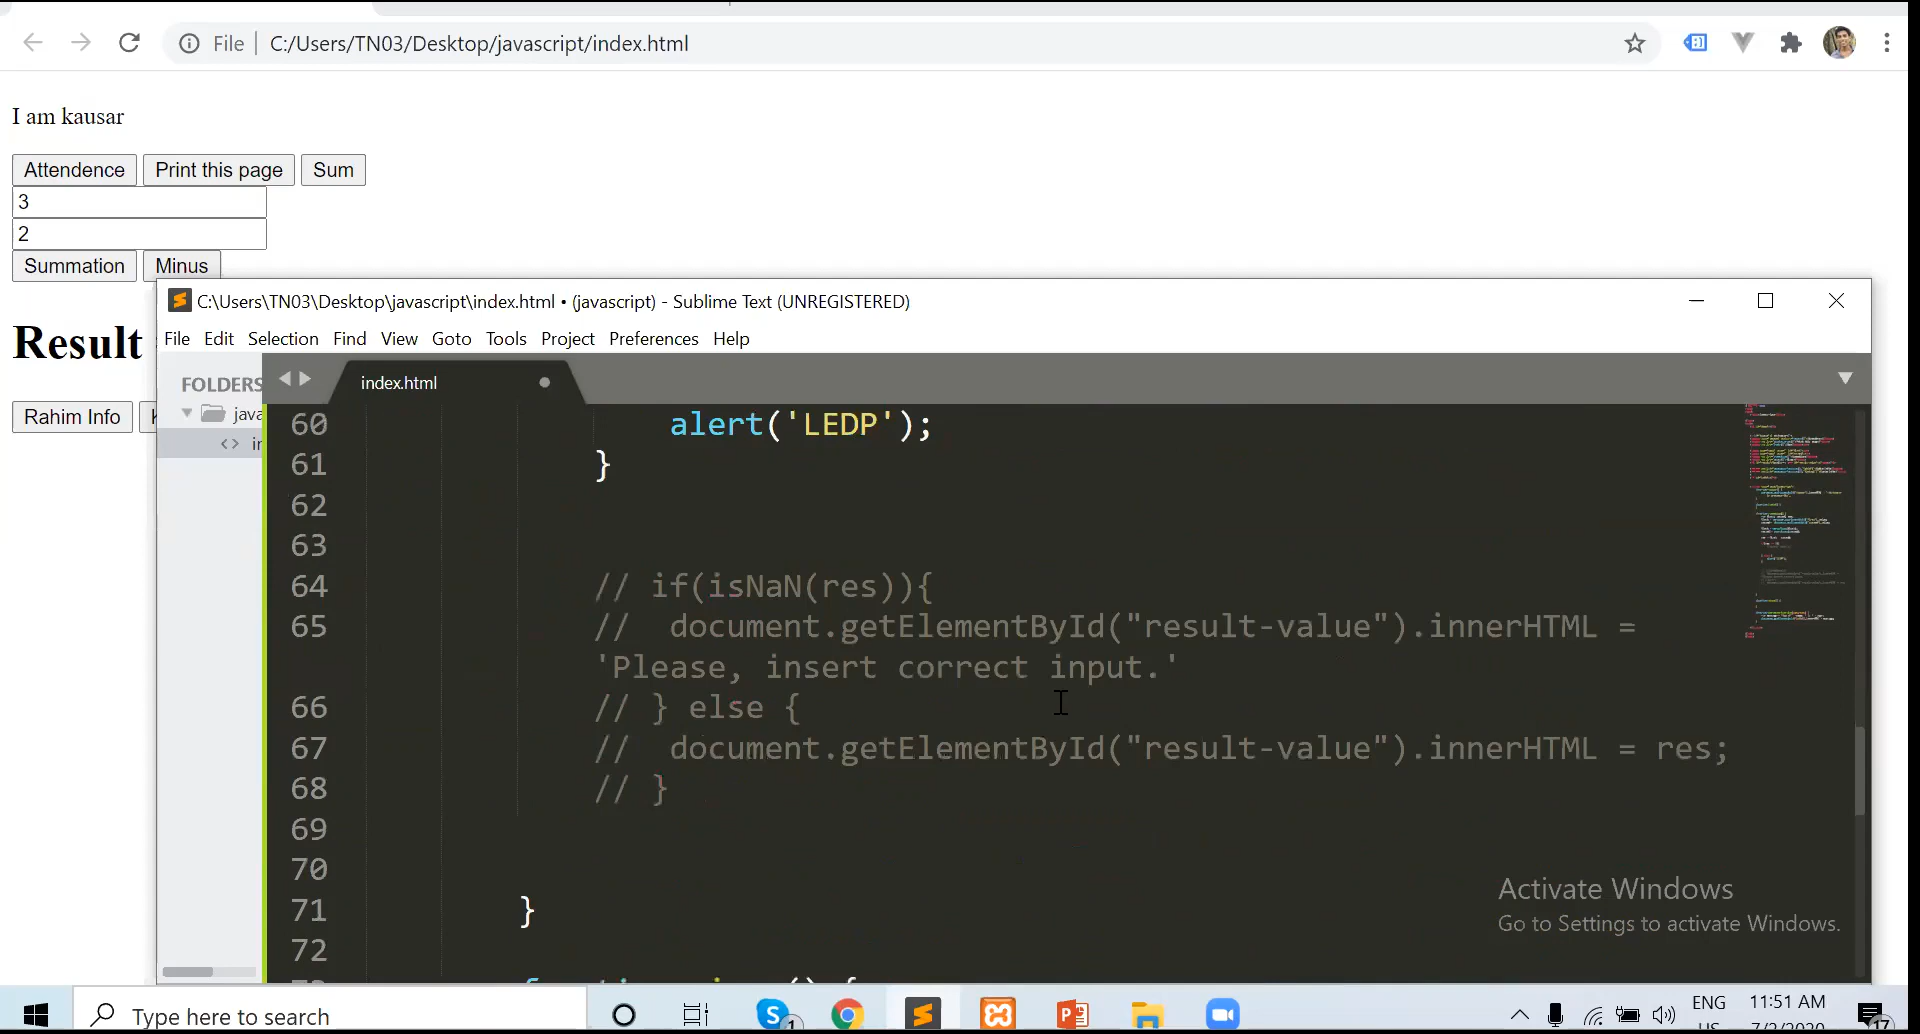 File C:/Users/TN03/Desktop/javascript/index.html
I am kausar
Attendence Print this page Sum
3
2
Summation Minus
Result
Rahim Info
C:\Users\TN03\Desktop\javascript\index.html • (javascript) - Sublime Text (UNREGISTERED)
File Edit Selection Find View Goto Tools Project Preferences Help
FOLDERS
index.html
60 alert('LEDP');
61 }
62
63
64 // if(isNaN(res)){
65 // document.getElementById("result-value").innerHTML =
'Please, insert correct input.'
66 // } else {
67 // document.getElementById("result-value").innerHTML = res;
68 // }
69
70
71 }
72
Activate Windows
Go to Settings to activate Windows.
Type here to search
ENG 11:51 AM